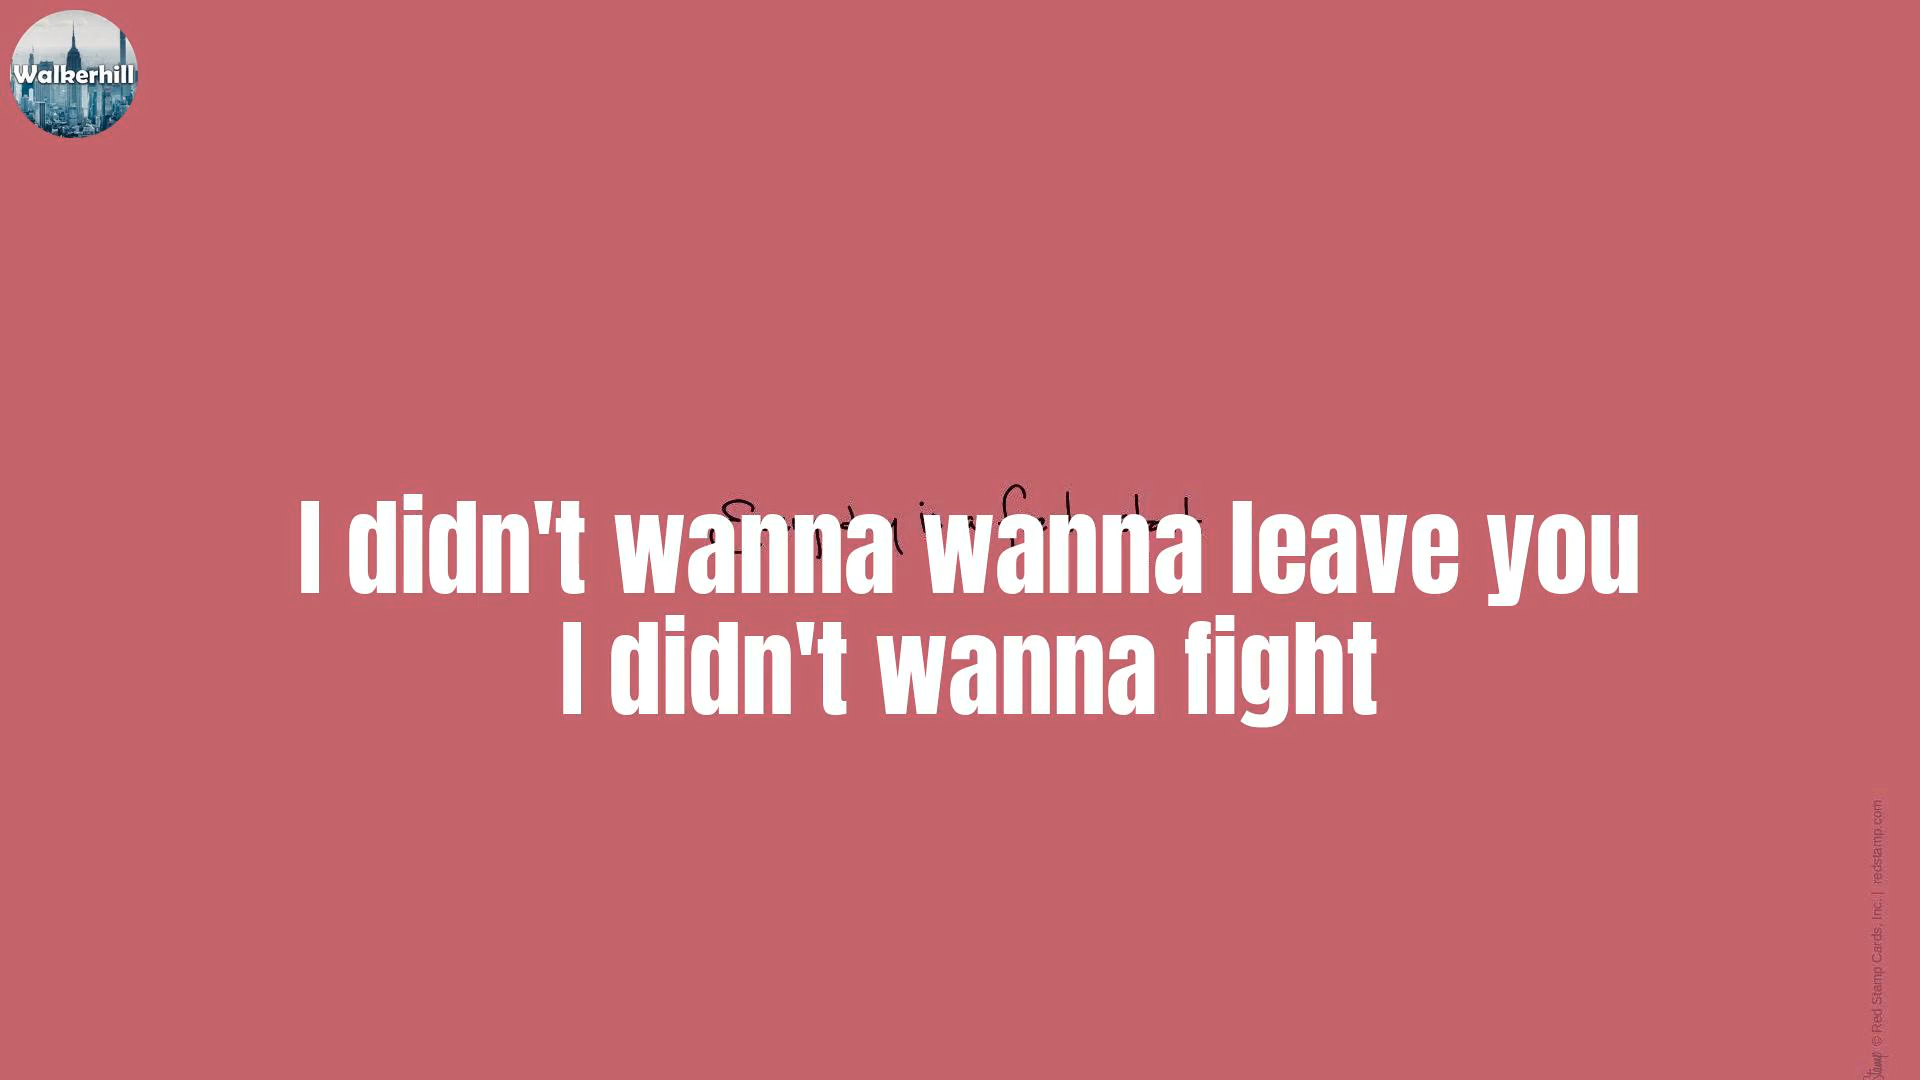 Walkerhill
I didn't wanna wanna leave you
I didn't wanna fight
© Red Stamp Cards, Inc. | redstamp.com